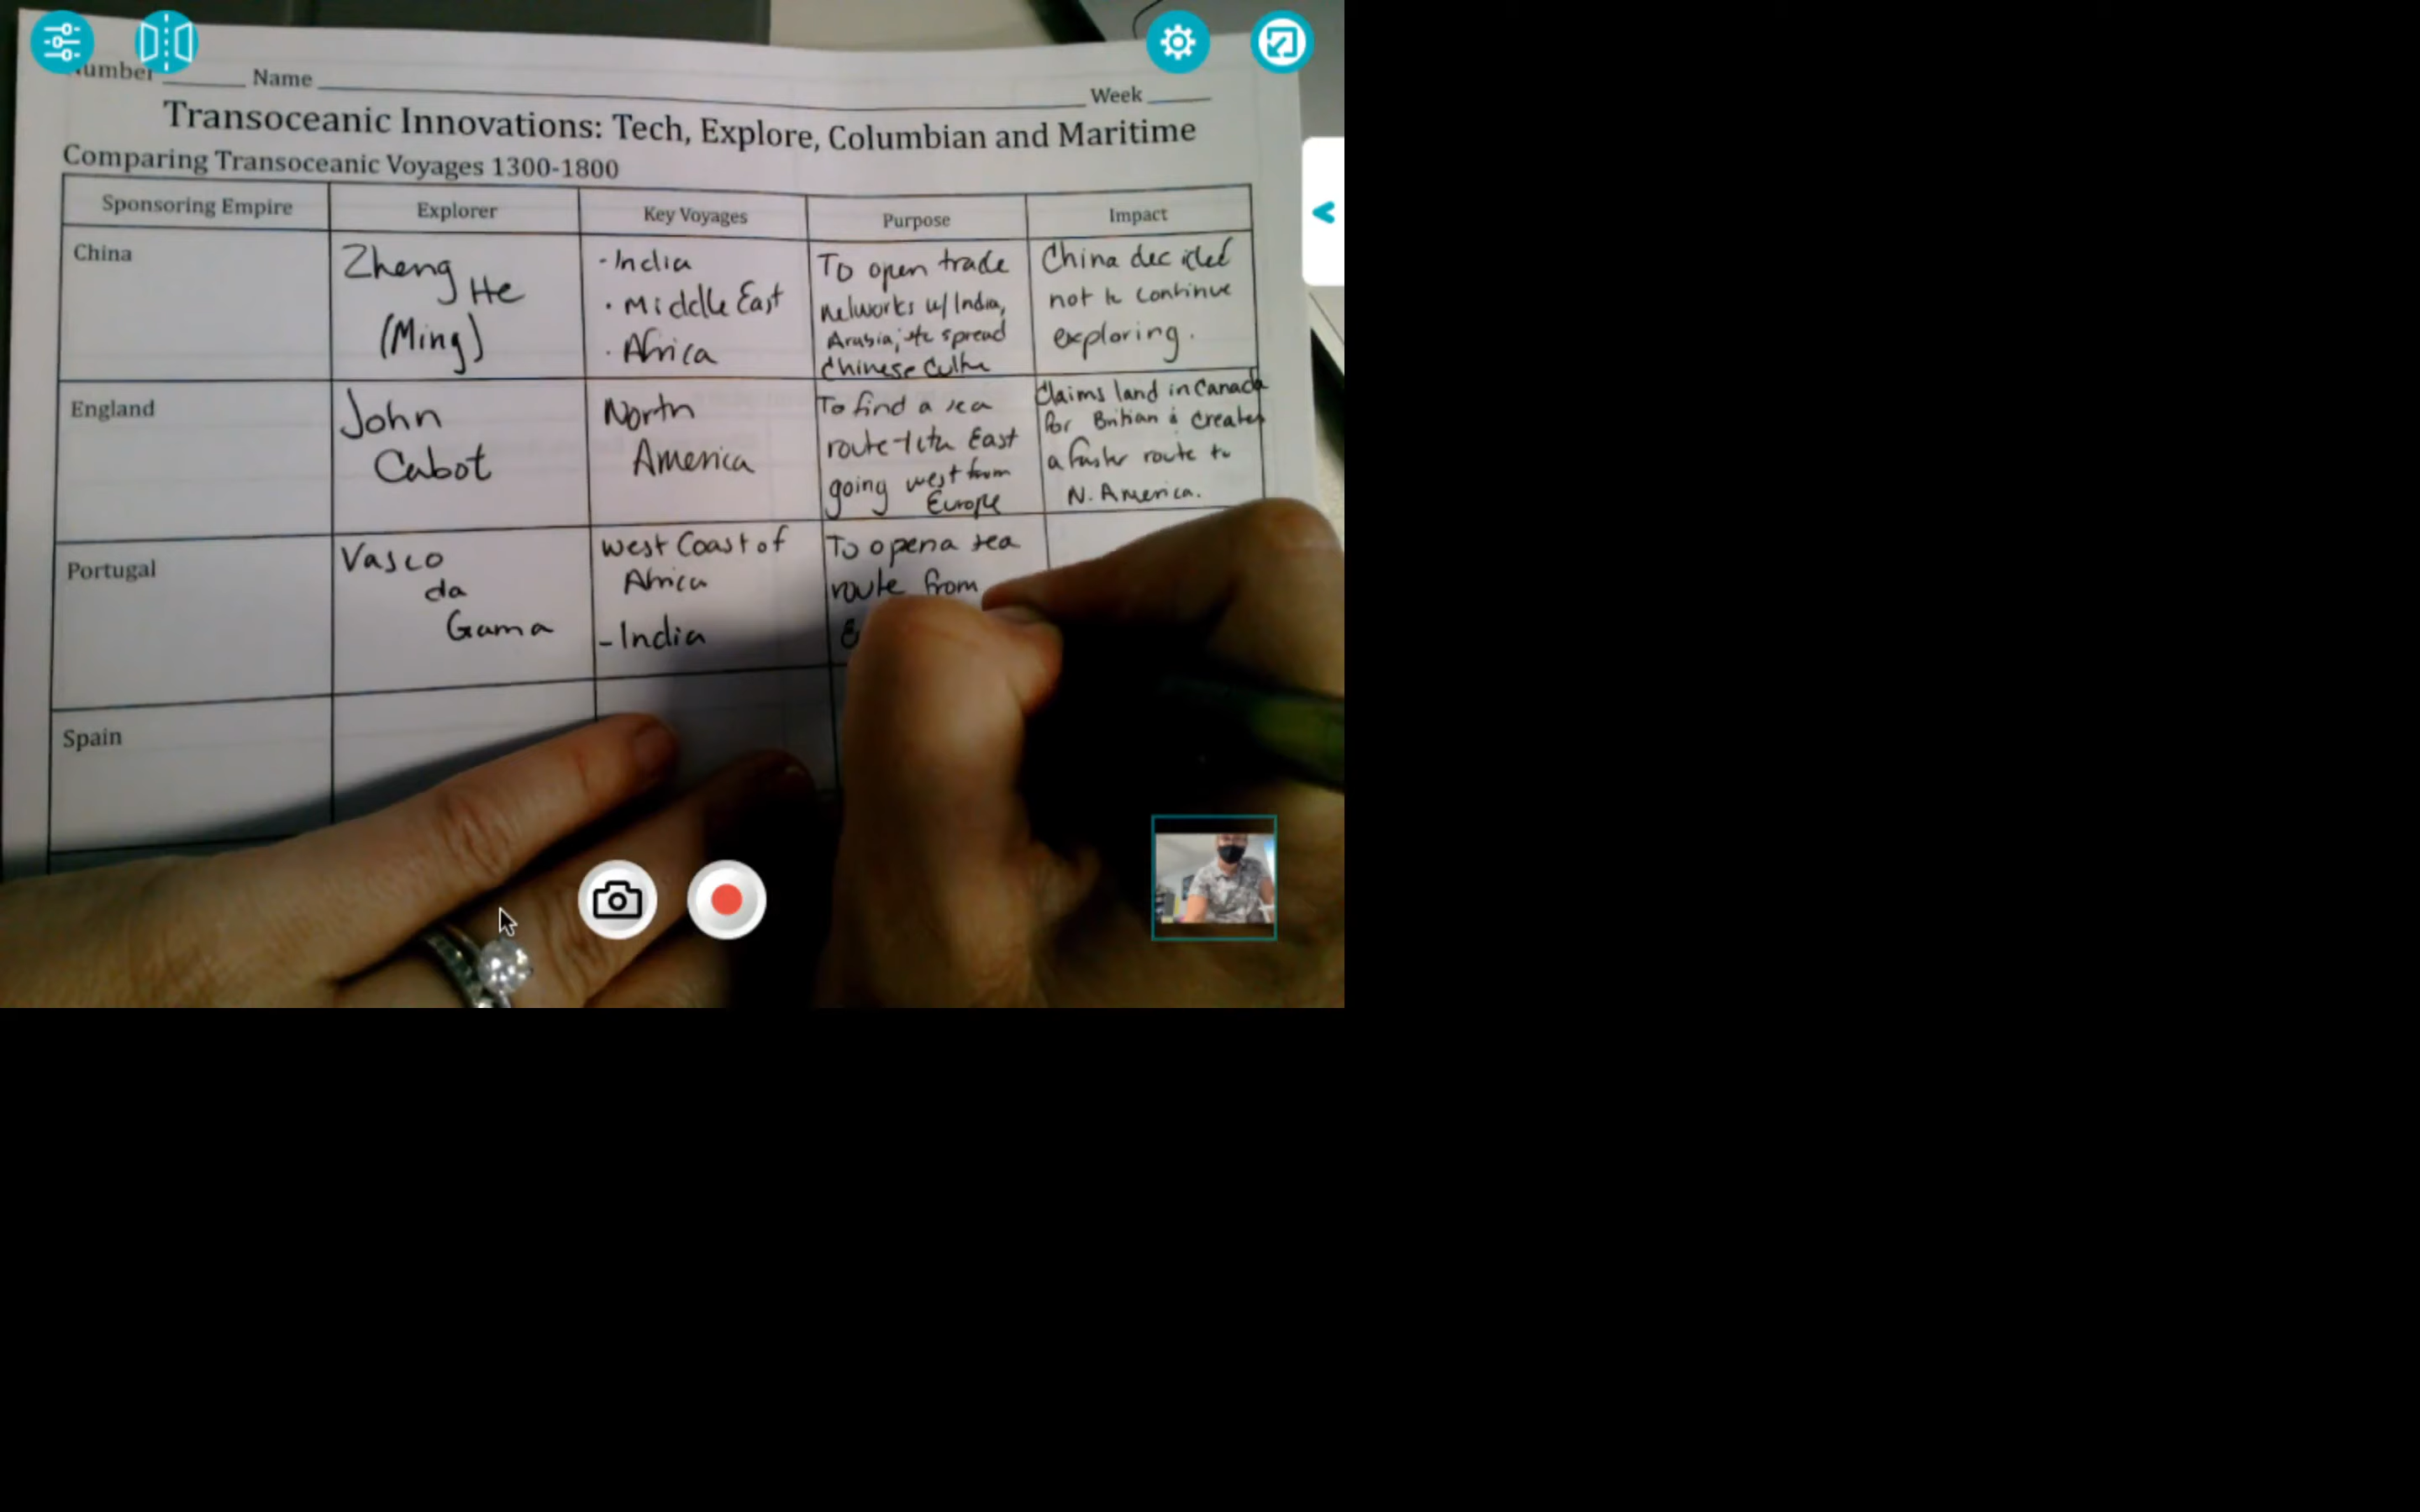 Number ____ Name ____ Week ____
Transoceanic Innovations: Tech, Explore, Columbian and Maritime
Comparing Transoceanic Voyages 1300-1800
Sponsoring Empire
Explorer
Key Voyages
Purpose
Impact
China
Zheng
He
(Ming)
- India
· Middle East
· Africa
To open trade
networks w/ India,
Arabia, spread
Chinese
China decided
not to continue
exploring.
England
John
Cabot
North
America
To find a sea
route East
going west from
Europe
Claims land in Canada
for Britian & creates
a faster route to
N. America.
Portugal
Vasco
da
Gama
West Coast of
Africa
- India
To open a sea
route from
Spain